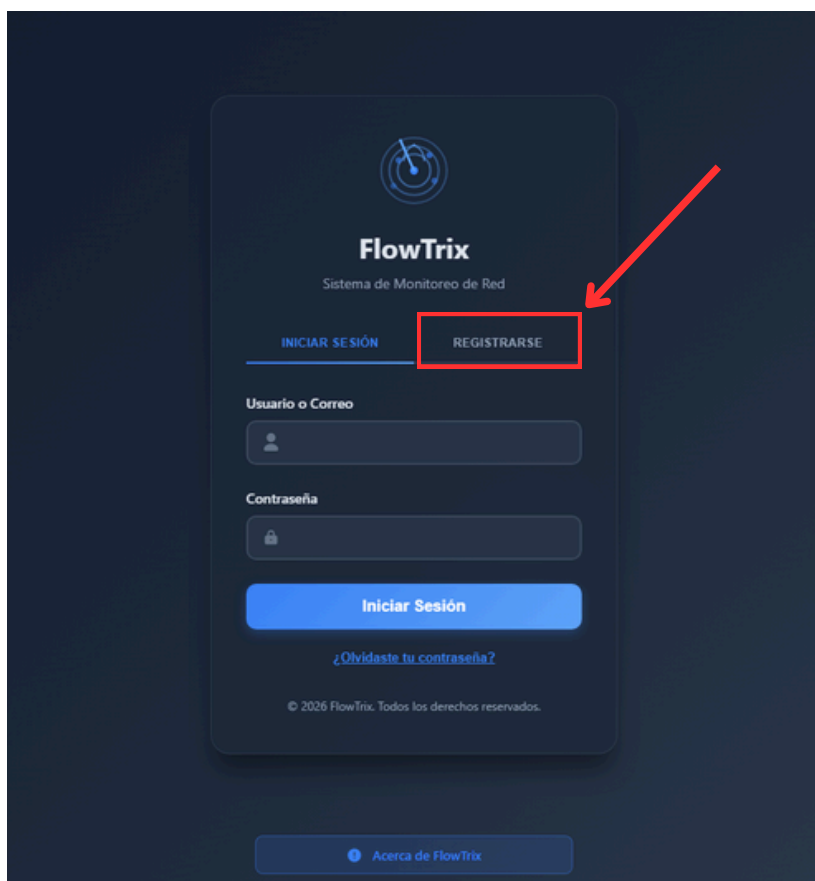 FlowTrix
Sistema de Monitoreo de Red
INICIAR SESIÓN REGISTRARSE
Usuario o Correo
Contraseña
Iniciar Sesión
¿Olvidaste tu contraseña?
© 2026 FlowTrix. Todos los derechos reservados.
Acerca de FlowTrix